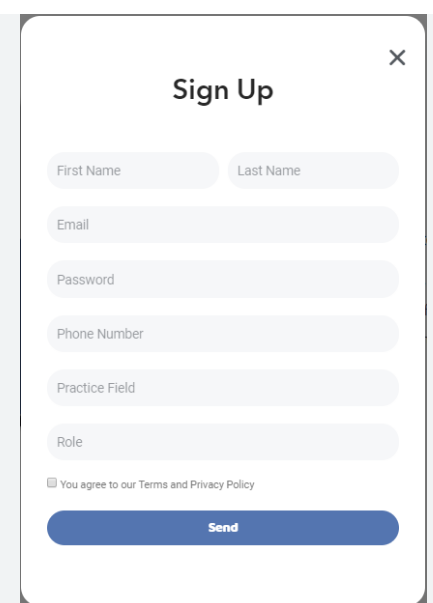 Sign Up
First Name Last Name
Email
Password
Phone Number
Practice Field
Role
You agree to our Terms and Privacy Policy
Send